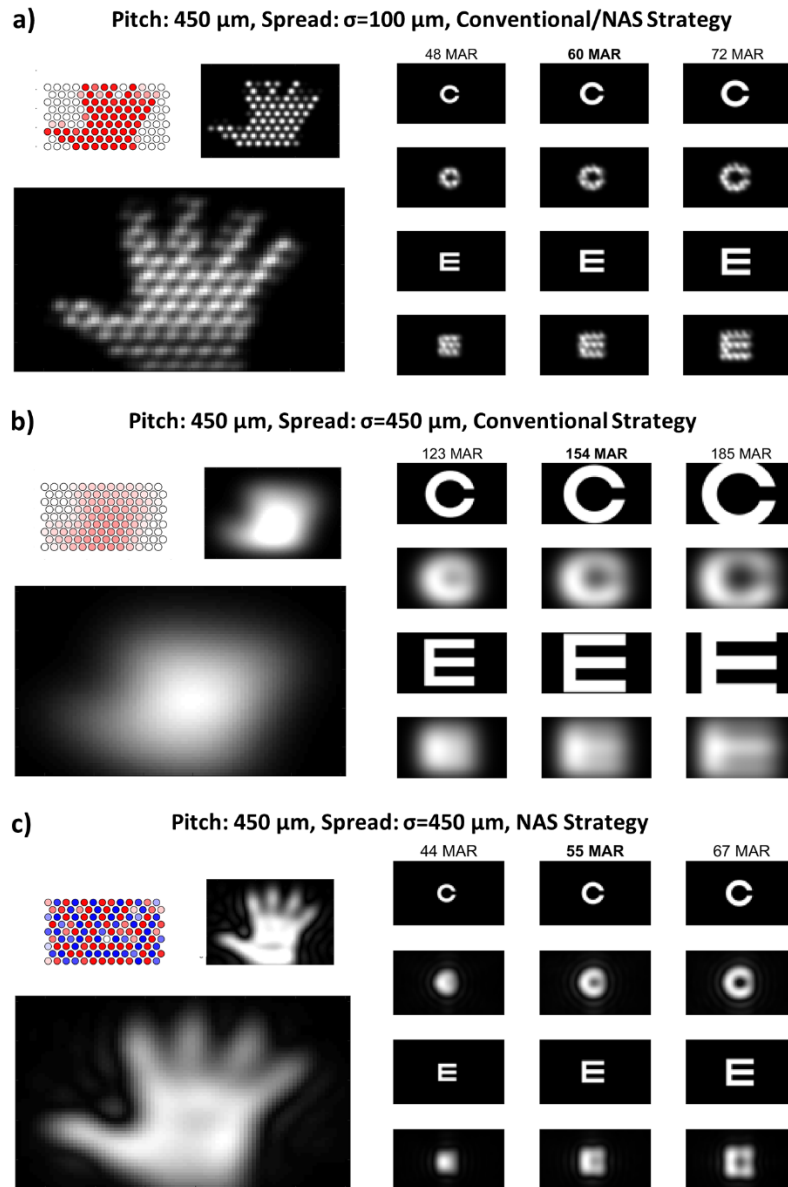 a)
Pitch: 450 µm, Spread: σ=100 µm, Conventional/NAS Strategy
48 MAR
60 MAR
72 MAR
C C C
E E E
b)
Pitch: 450 µm, Spread: σ=450 µm, Conventional Strategy
123 MAR
154 MAR
185 MAR
C C C
E E E
c)
Pitch: 450 µm, Spread: σ=450 µm, NAS Strategy
44 MAR
55 MAR
67 MAR
C C C
E E E